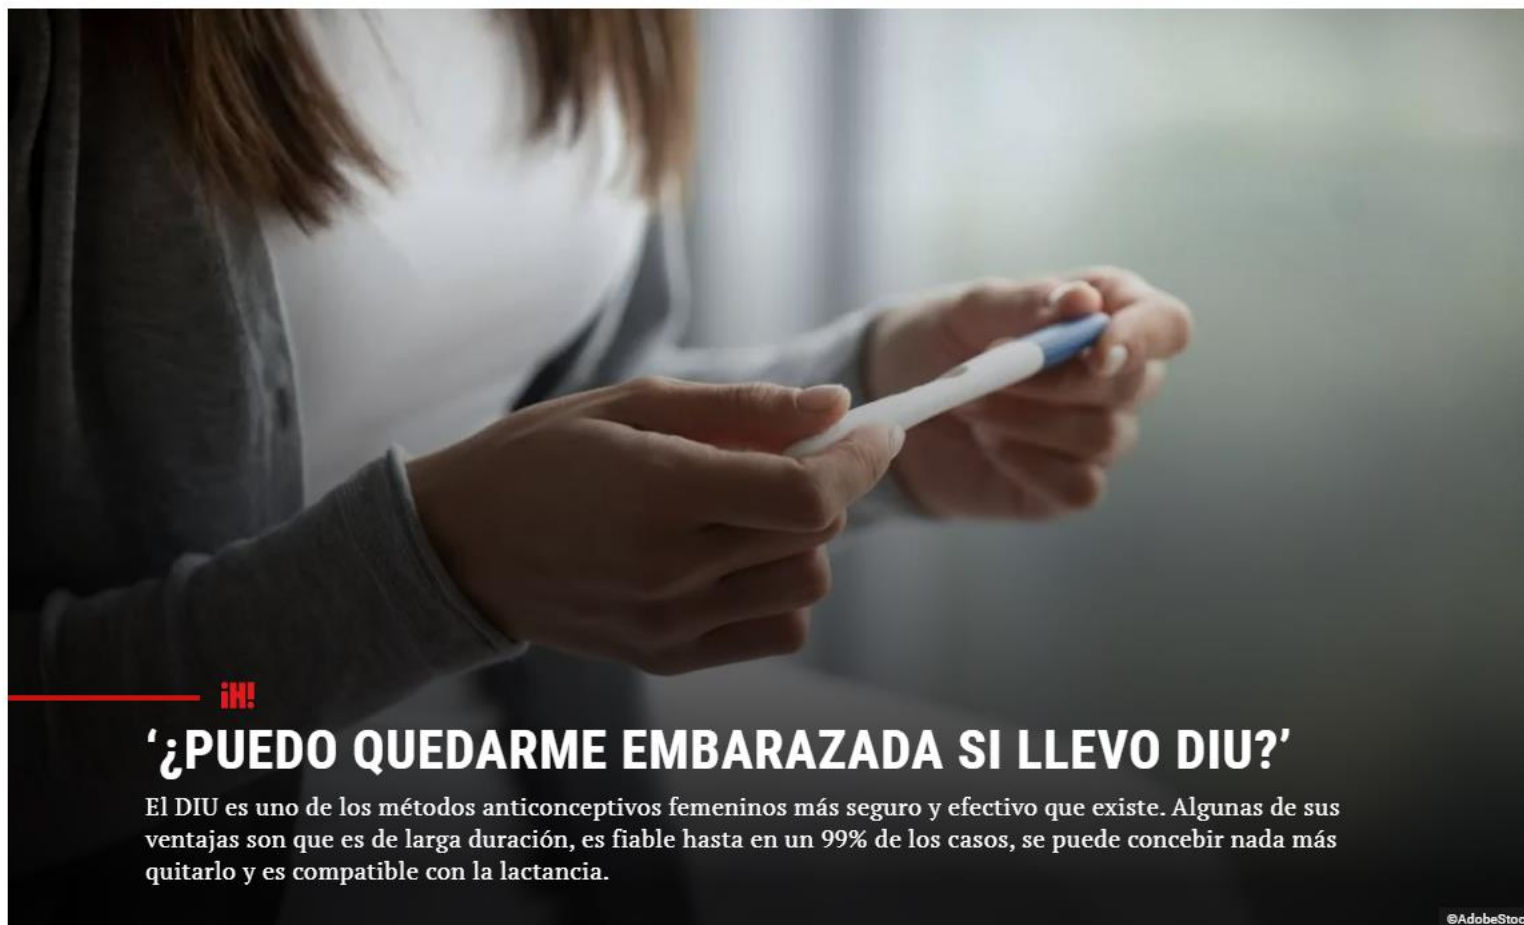 ¡H!
‘¿PUEDO QUEDARME EMBARAZADA SI LLEVO DIU?’
El DIU es uno de los métodos anticonceptivos femeninos más seguro y efectivo que existe. Algunas de sus
ventajas son que es de larga duración, es fiable hasta en un 99% de los casos, se puede concebir nada más
quitarlo y es compatible con la lactancia.
©AdobeStoc